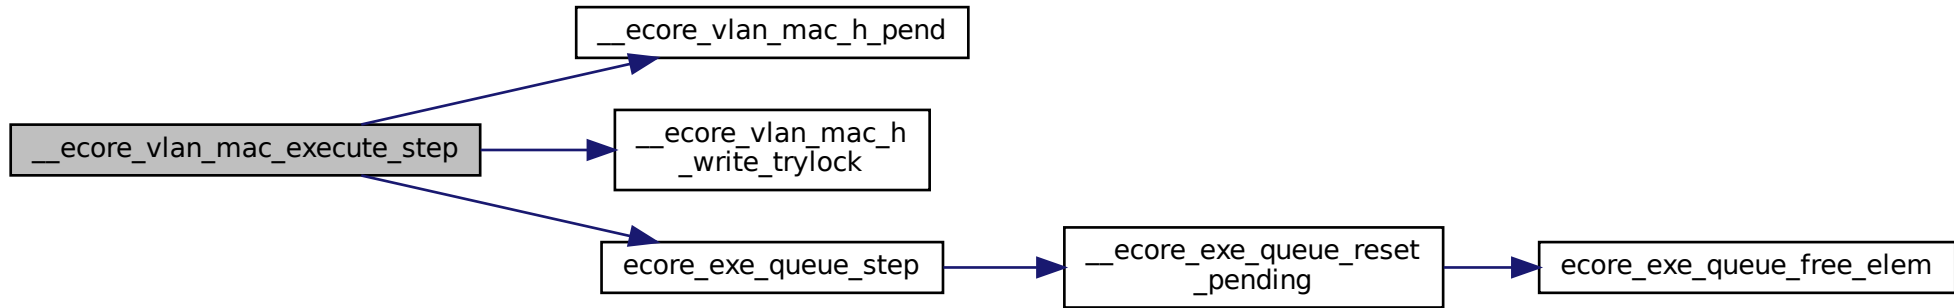 __ecore_vlan_mac_h_pend
__ecore_vlan_mac_execute_step
__ecore_vlan_mac_h
_write_trylock
ecore_exe_queue_step
__ecore_exe_queue_reset
_pending
ecore_exe_queue_free_elem